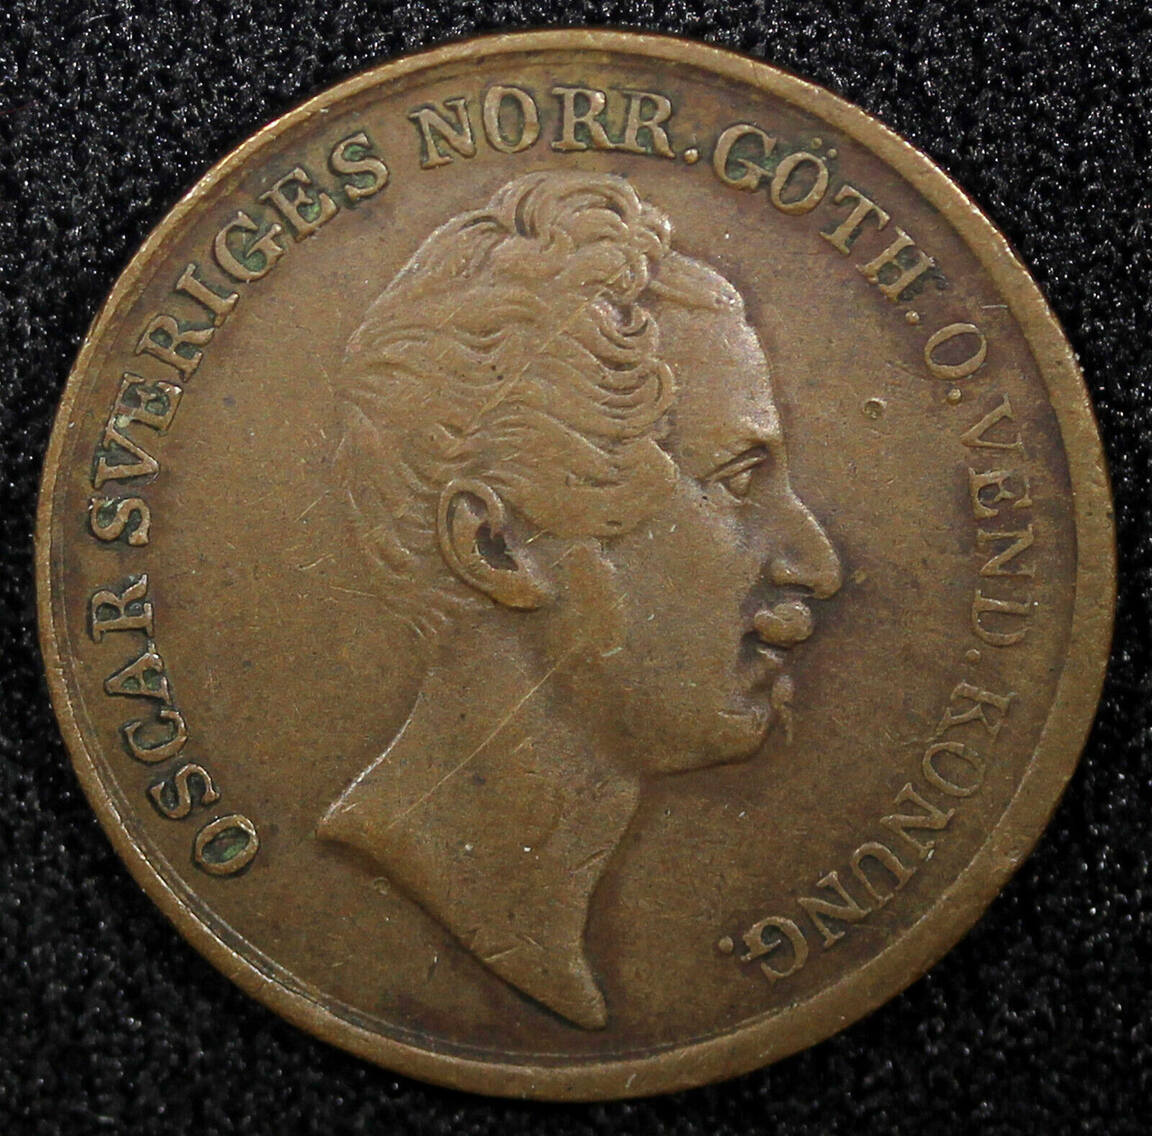 OSCAR SVERIGES NORR. GÖTH. O. VEND. KONUNG.